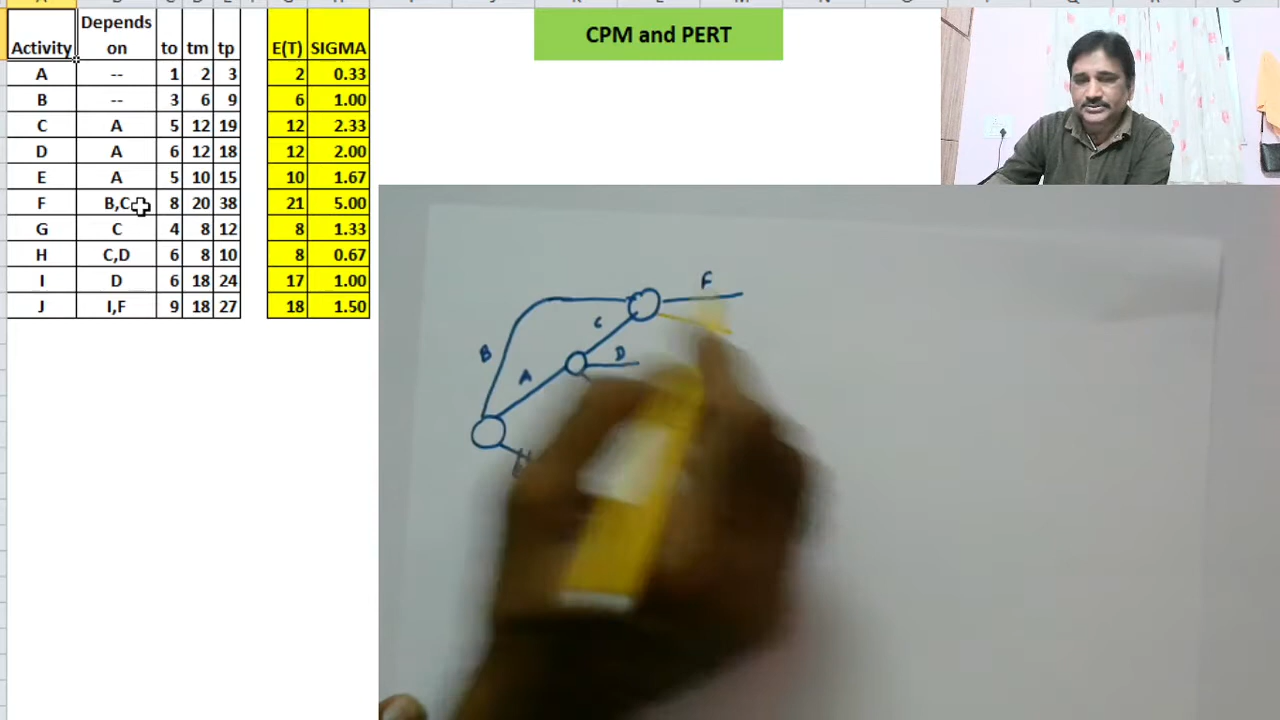 Activity Depends on to tm tp E(T) SIGMA
A -- 1 2 3 2 0.33
B -- 3 6 9 6 1.00
C A 5 12 19 12 2.33
D A 6 12 18 12 2.00
E A 5 10 15 10 1.67
F B,C 8 20 38 21 5.00
G C 4 8 12 8 1.33
H C,D 6 8 10 8 0.67
I D 6 18 24 17 1.00
J I,F 9 18 27 18 1.50
CPM and PERT
F
C
B
D
A